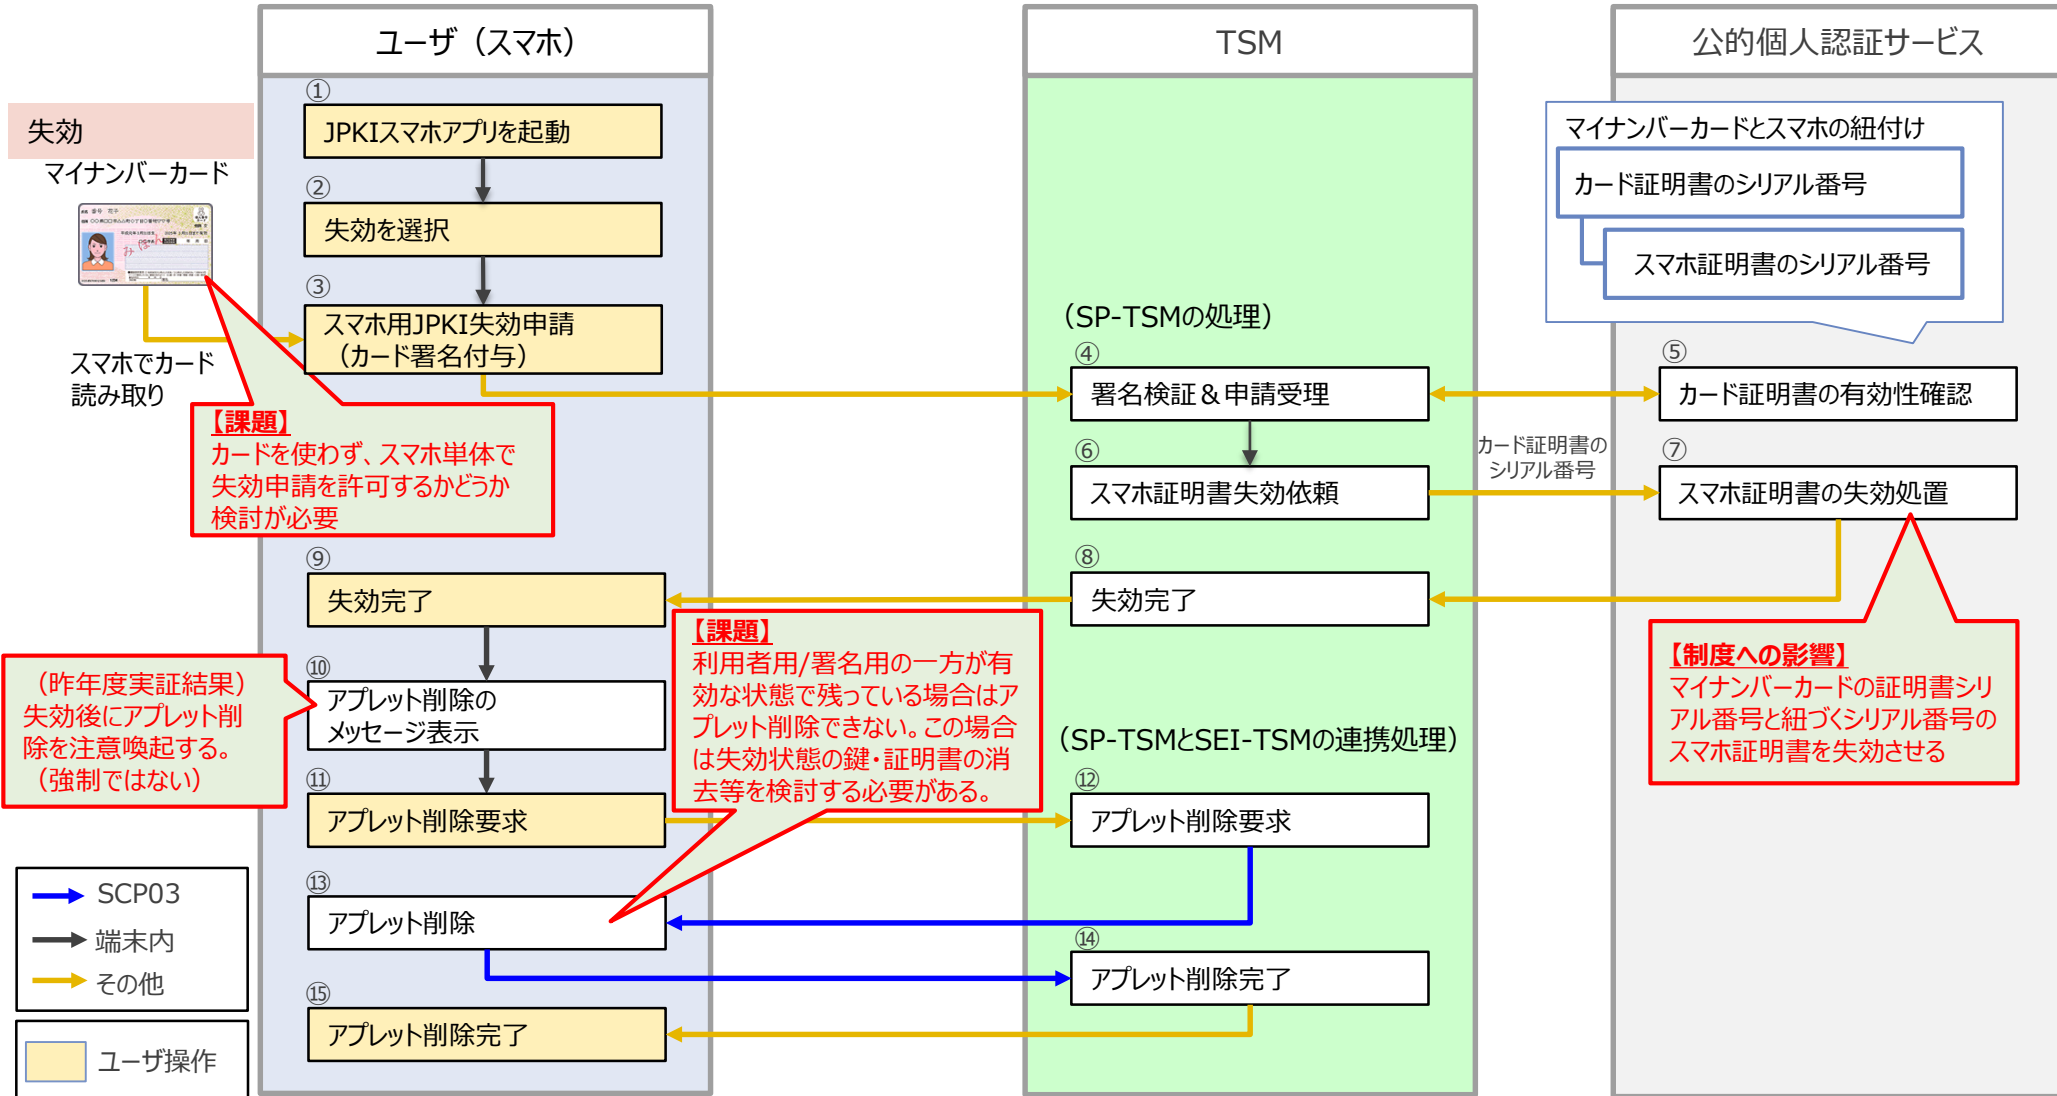 ユーザ（スマホ）
TSM
公的個人認証サービス
失効
マイナンバーカード
スマホでカード
読み取り
①
JPKIスマホアプリを起動
②
失効を選択
③
スマホ用JPKI失効申請
（カード署名付与）
【課題】
カードを使わず、スマホ単体で
失効申請を許可するかどうか
検討が必要
（SP-TSMの処理）
④
署名検証＆申請受理
マイナンバーカードとスマホの紐付け
カード証明書のシリアル番号
スマホ証明書のシリアル番号
⑤
カード証明書の有効性確認
⑥
スマホ証明書失効依頼
カード証明書の
シリアル番号
⑦
スマホ証明書の失効処置
⑧
失効完了
⑨
失効完了
【制度への影響】
マイナンバーカードの証明書シリ
アル番号と紐づくシリアル番号の
スマホ証明書を失効させる
（昨年度実証結果）
失効後にアプレット削
除を注意喚起する。
（強制ではない）
⑩
アプレット削除の
メッセージ表示
【課題】
利用者用/署名用の一方が有
効な状態で残っている場合はア
プレット削除できない。この場合
は失効状態の鍵・証明書の消
去等を検討する必要がある。
（SP-TSMとSEI-TSMの連携処理）
⑪
アプレット削除要求
⑫
アプレット削除要求
⑬
アプレット削除
⑭
アプレット削除完了
⑮
アプレット削除完了
SCP03
端末内
その他
ユーザ操作